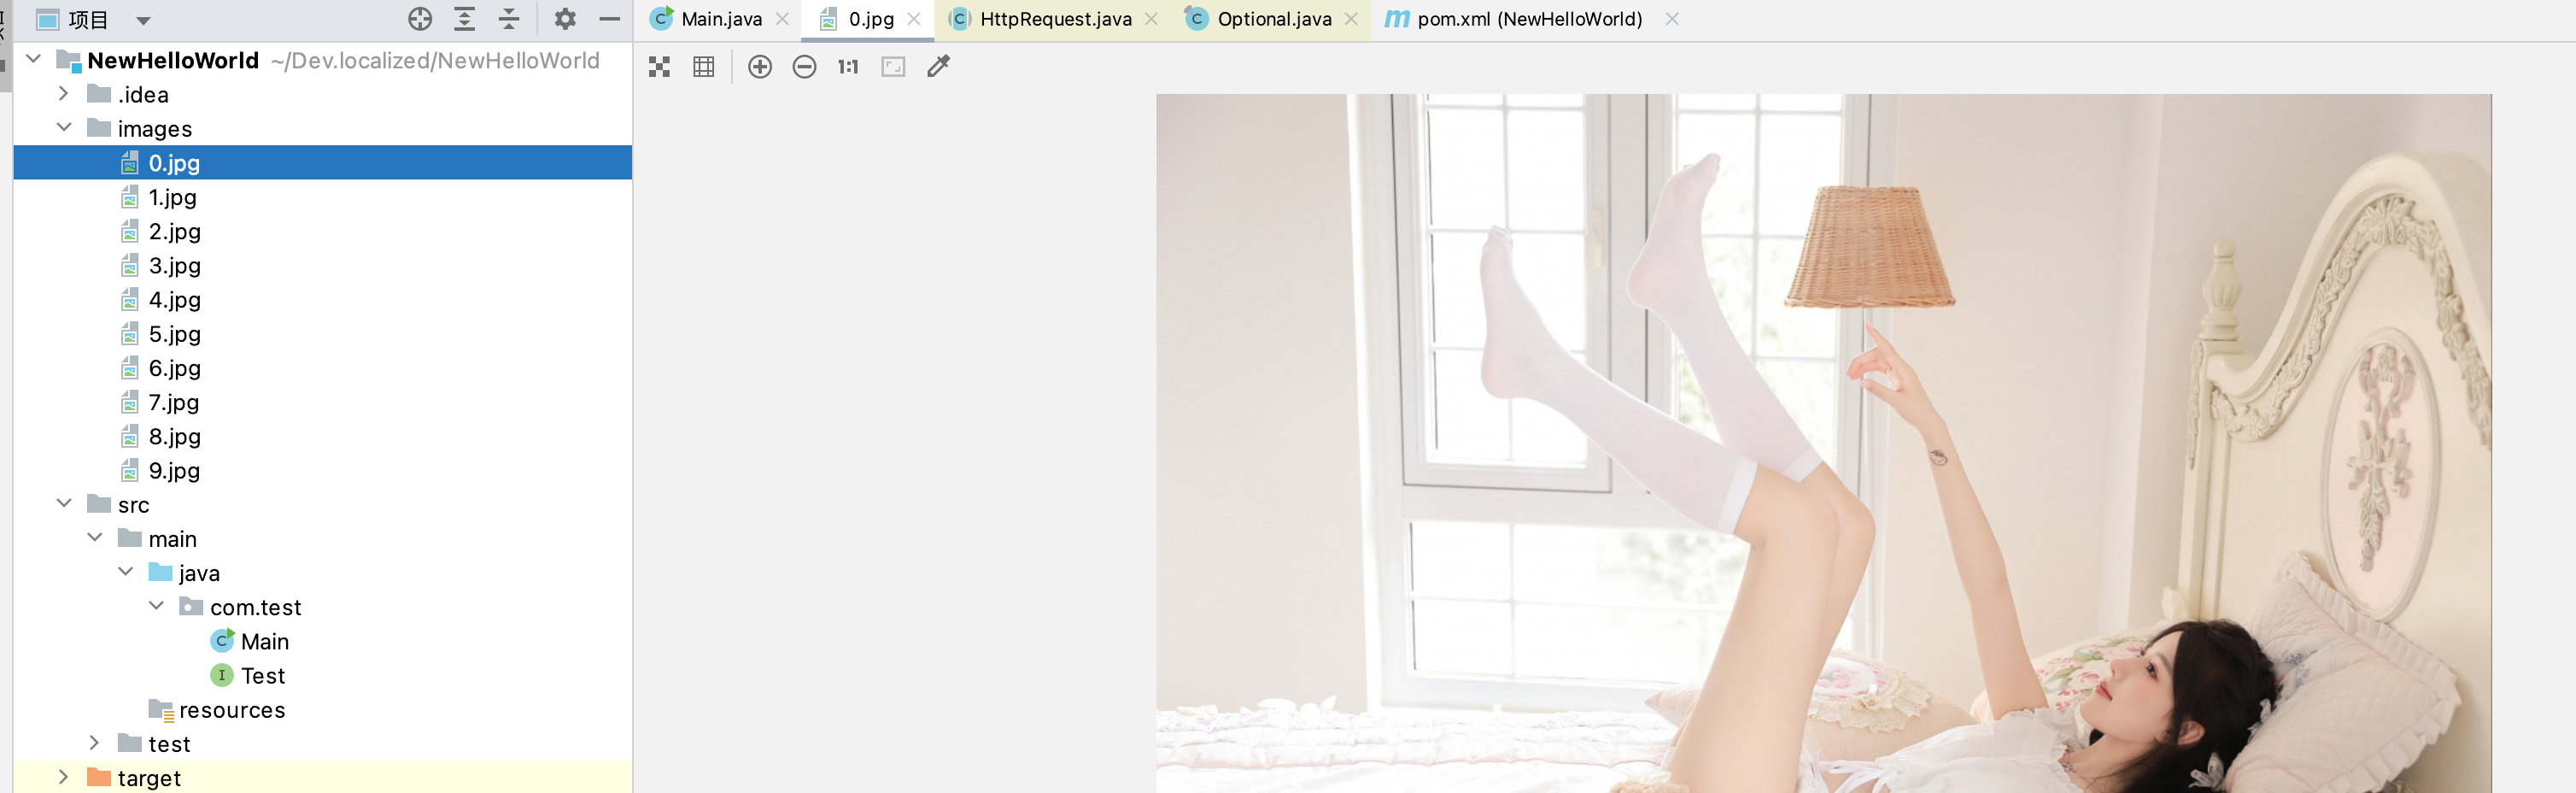 项目
Main.java
0.jpg
HttpRequest.java
Optional.java
pom.xml (NewHelloWorld)
NewHelloWorld ~/Dev.localized/NewHelloWorld
1:1
.idea
images
0.jpg
1.jpg
2.jpg
3.jpg
4.jpg
5.jpg
6.jpg
7.jpg
8.jpg
9.jpg
src
main
java
com.test
Main
Test
resources
test
target